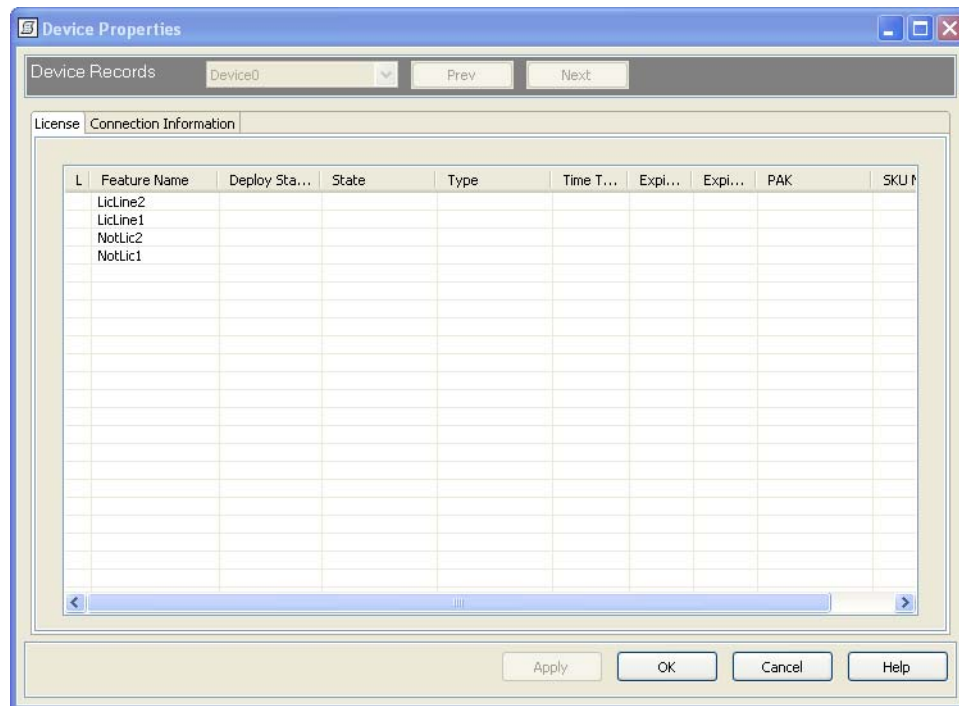 Device Properties
Device Records Device0 Prev Next
License Connection Information
L Feature Name Deploy Sta... State Type Time T... Expi... Expi... PAK SKU
LicLine2
LicLine1
NotLic2
NotLic1
Apply OK Cancel Help